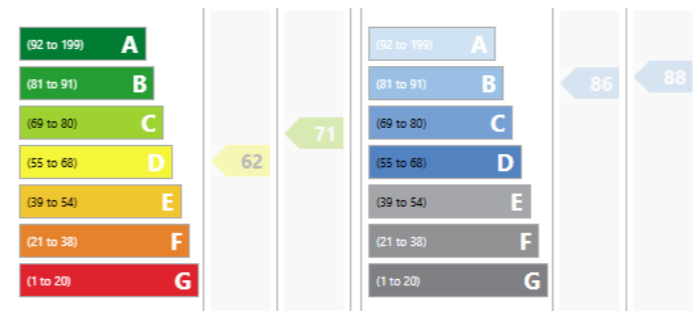 (92 to 199) A
(81 to 91) B
(69 to 80) C
(55 to 68) D
(39 to 54) E
(21 to 38) F
(1 to 20) G
62
71
(92 to 199) A
(81 to 91) B
(69 to 80) C
(55 to 68) D
(39 to 54) E
(21 to 38) F
(1 to 20) G
86
88